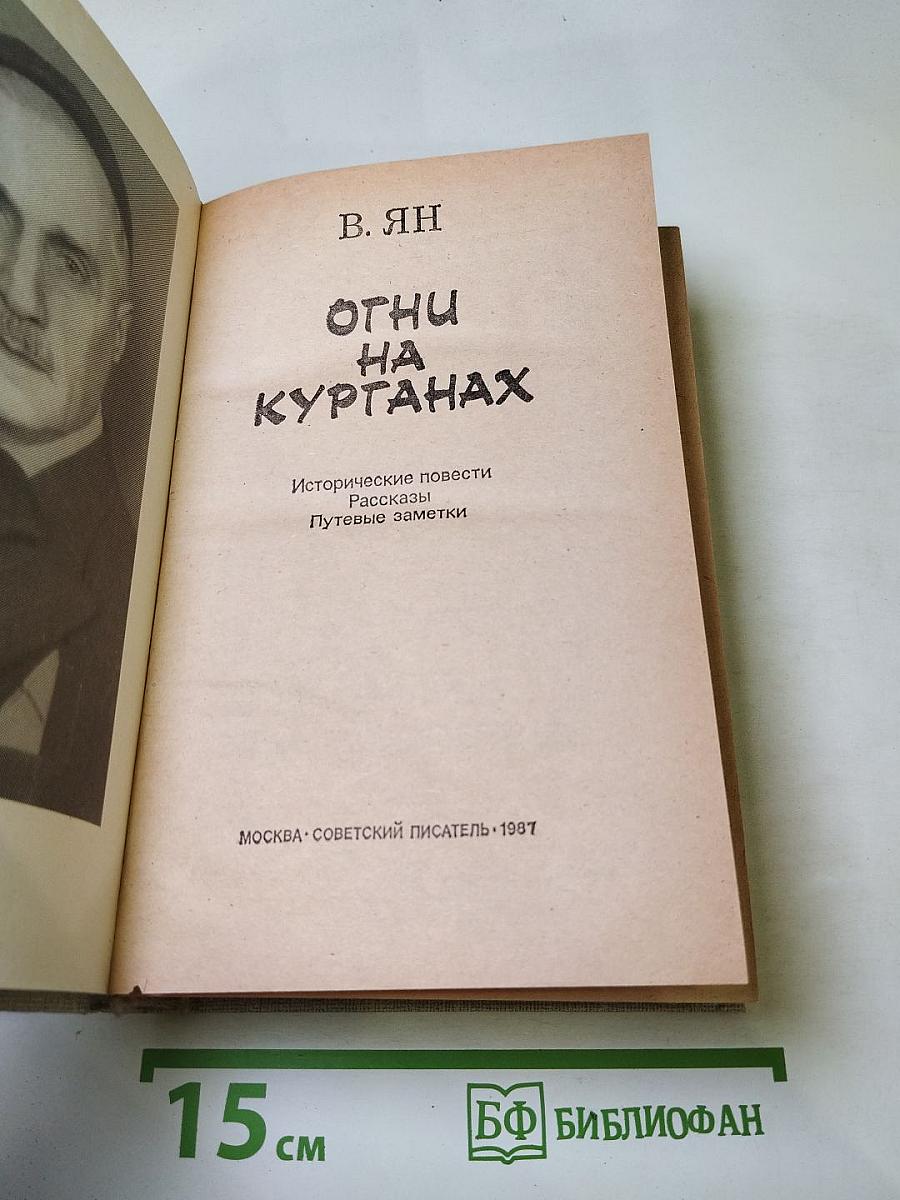 В. ЯН
ОГНИ
НА
КУРГАНАХ
Исторические повести
Рассказы
Путевые заметки
МОСКВА·СОВЕТСКИЙ ПИСАТЕЛЬ·1987
15 см
БФ БИБЛИОФАН